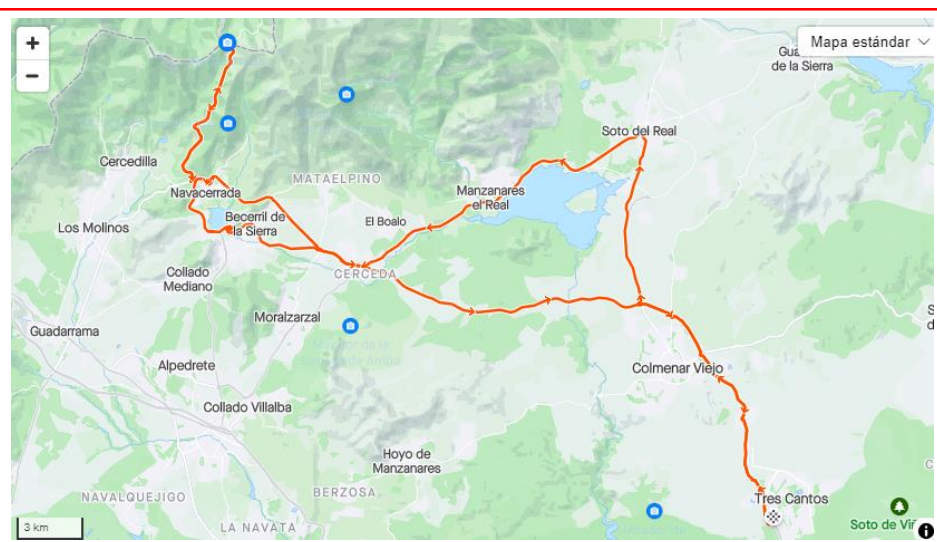 +
Mapa estándar
−
de la Sierra
Soto del Real
Cercedilla
MATAELPINO
Navacerrada
Manzanares
el Real
Becerril de
la Sierra
El Boalo
Los Molinos
Collado
Mediano
CERCEDA
Moralzarzal
Guadarrama
Alpedrete
Colmenar Viejo
Collado Villalba
Hoyo de
Manzanares
NAVALQUEJIGO
BERZOSA
Tres Cantos
3 km
LA NAVATA
Soto de